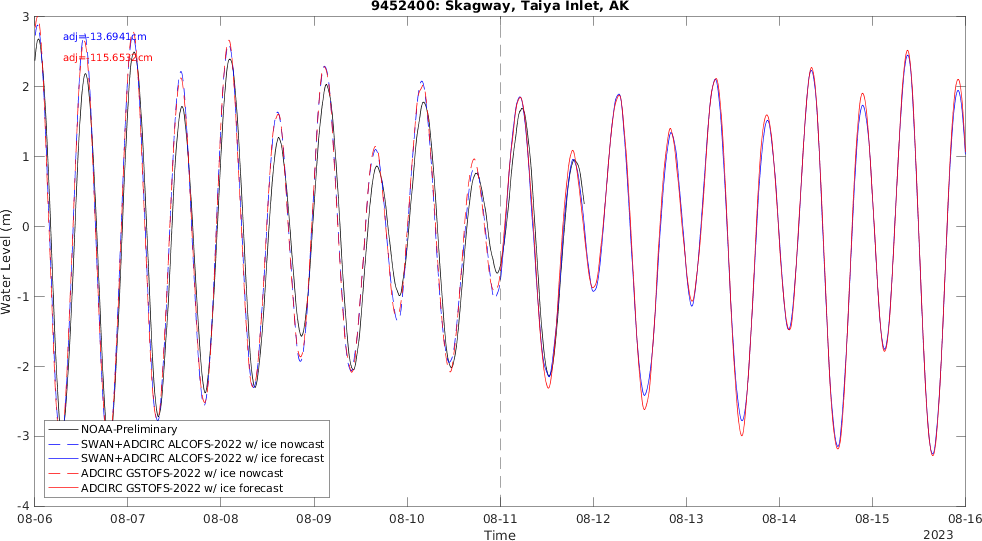 9452400: Skagway, Taiya Inlet, AK
3
adj=-13.6941cm
adj=-115.6532cm
2
1
0
-1
-2
-3
-4
Water Level (m)
NOAA-Preliminary
SWAN+ADCIRC ALCOFS-2022 w/ ice nowcast
SWAN+ADCIRC ALCOFS-2022 w/ ice forecast
ADCIRC GSTOFS-2022 w/ ice nowcast
ADCIRC GSTOFS-2022 w/ ice forecast
08-06 08-07 08-08 08-09 08-10 08-11 08-12 08-13 08-14 08-15 08-16
Time
2023